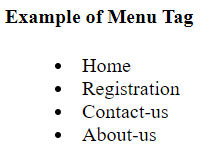 Example of Menu Tag
• Home
• Registration
• Contact-us
• About-us